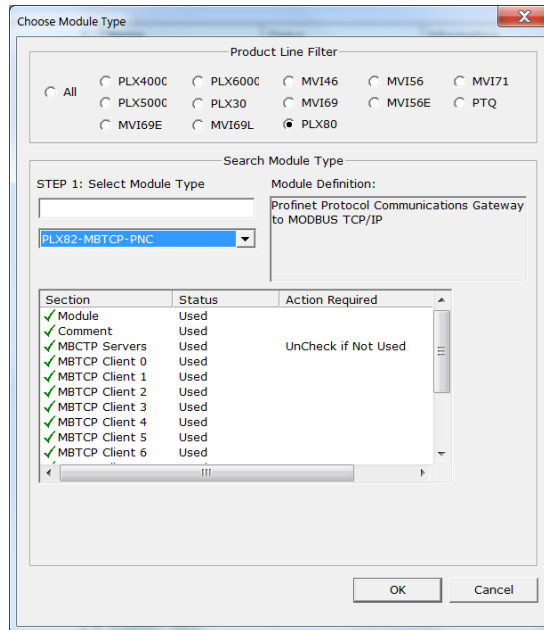 Choose Module Type
Product Line Filter
All
PLX400C PLX600C MVI46 MVI56 MVI71
PLX500C PLX30 MVI69 MVI56E PTQ
MVI69E MVI69L PLX80
Search Module Type
STEP 1: Select Module Type Module Definition:
Profinet Protocol Communications Gateway
to MODBUS TCP/IP
PLX82-MBTCP-PNC
Section Status Action Required
Module Used
Comment Used
MBCTP Servers Used UnCheck if Not Used
MBTCP Client 0 Used
MBTCP Client 1 Used
MBTCP Client 2 Used
MBTCP Client 3 Used
MBTCP Client 4 Used
MBTCP Client 5 Used
MBTCP Client 6 Used
OK Cancel